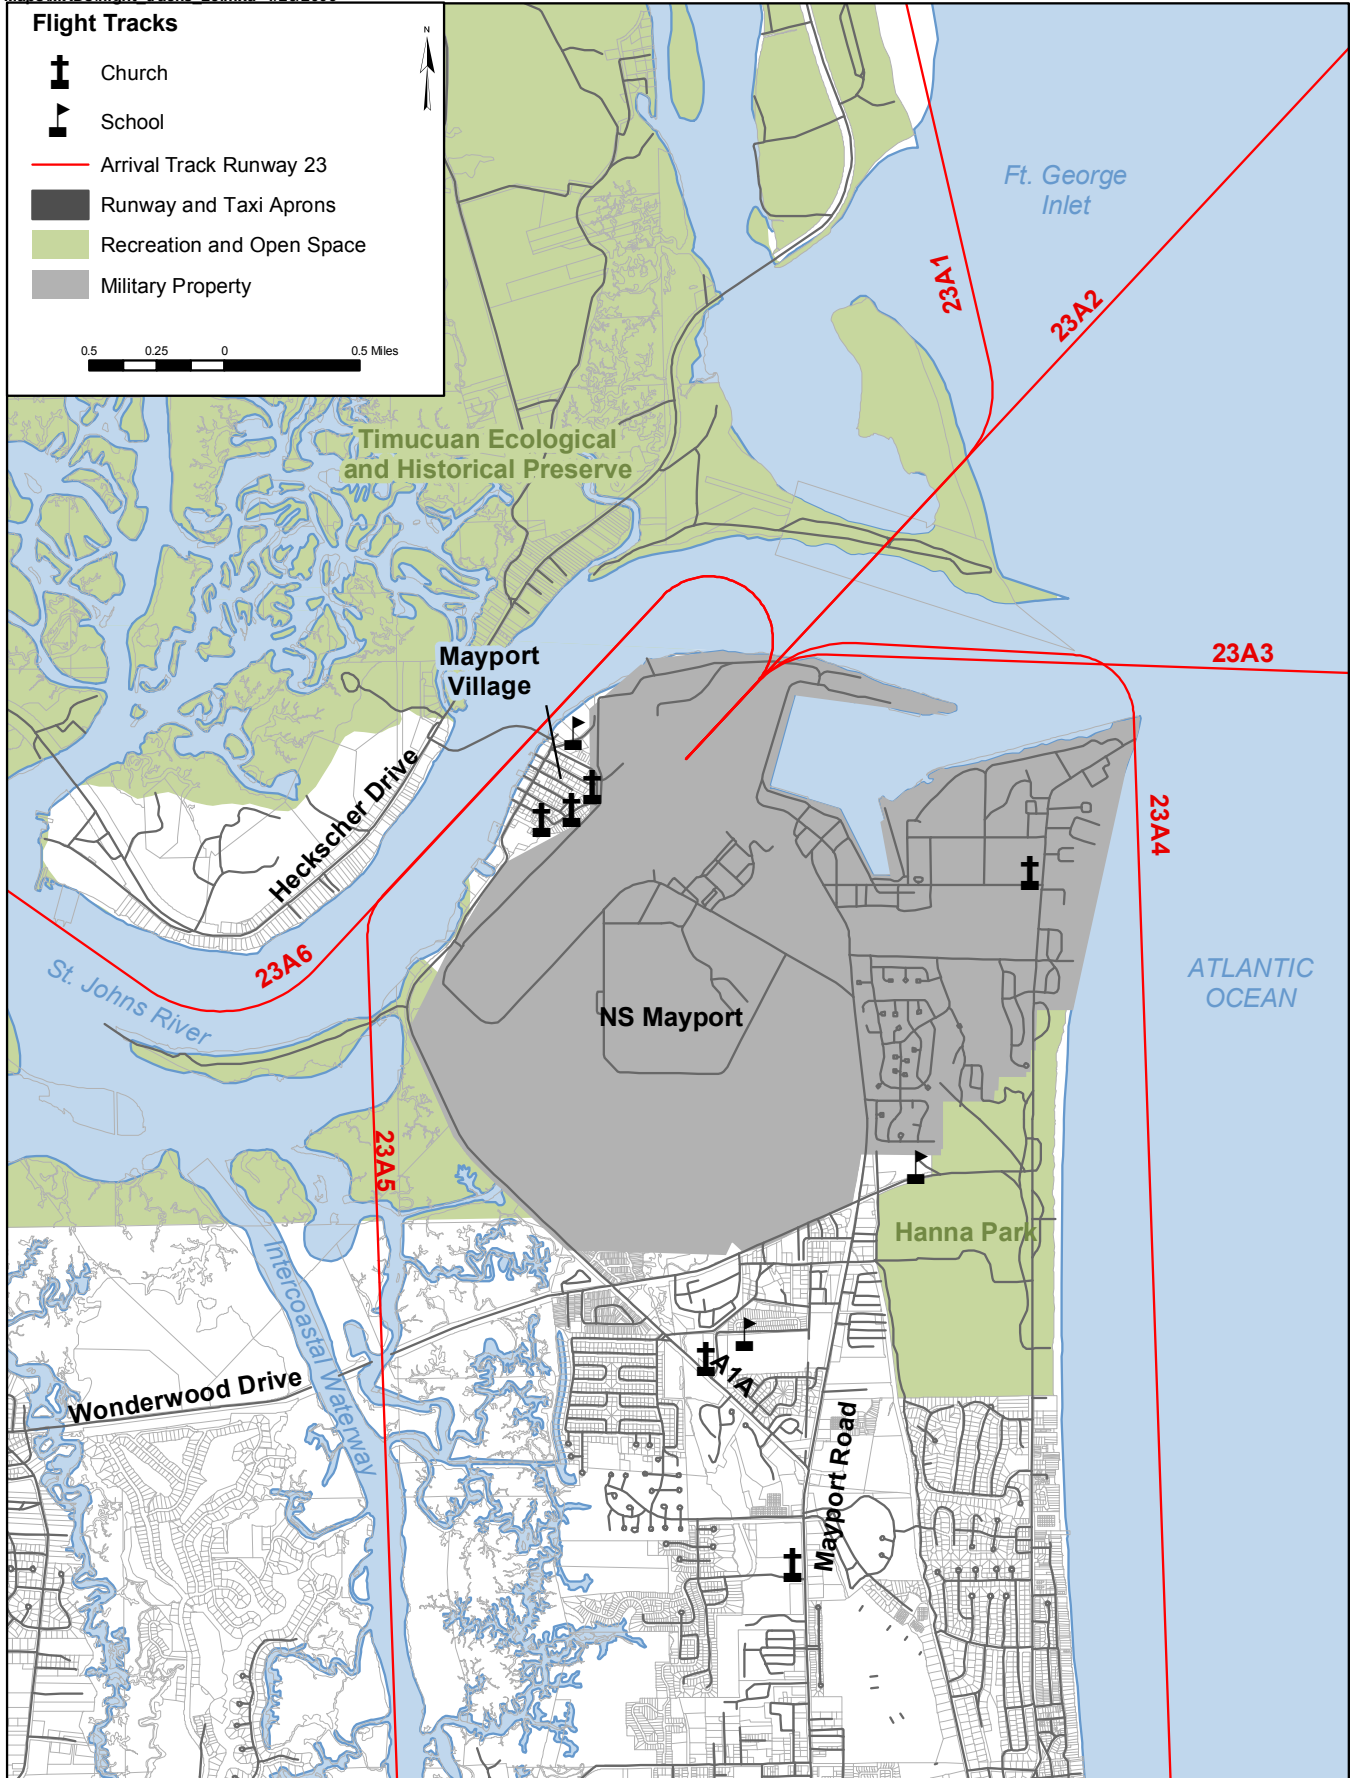 Flight Tracks
N
Church
School
Arrival Track Runway 23
Runway and Taxi Aprons
Recreation and Open Space
Military Property
0.5 0.25 0 0.5 Miles
Ft. George
Inlet
23A1
23A2
Timucuan Ecological
and Historical Preserve
Mayport
Village
23A3
Heckscher Drive
23A4
23A6
St. Johns River
ATLANTIC
OCEAN
NS Mayport
23A5
Hanna Park
Intercoastal Waterway
Wonderwood Drive
A1A
Mayport Road